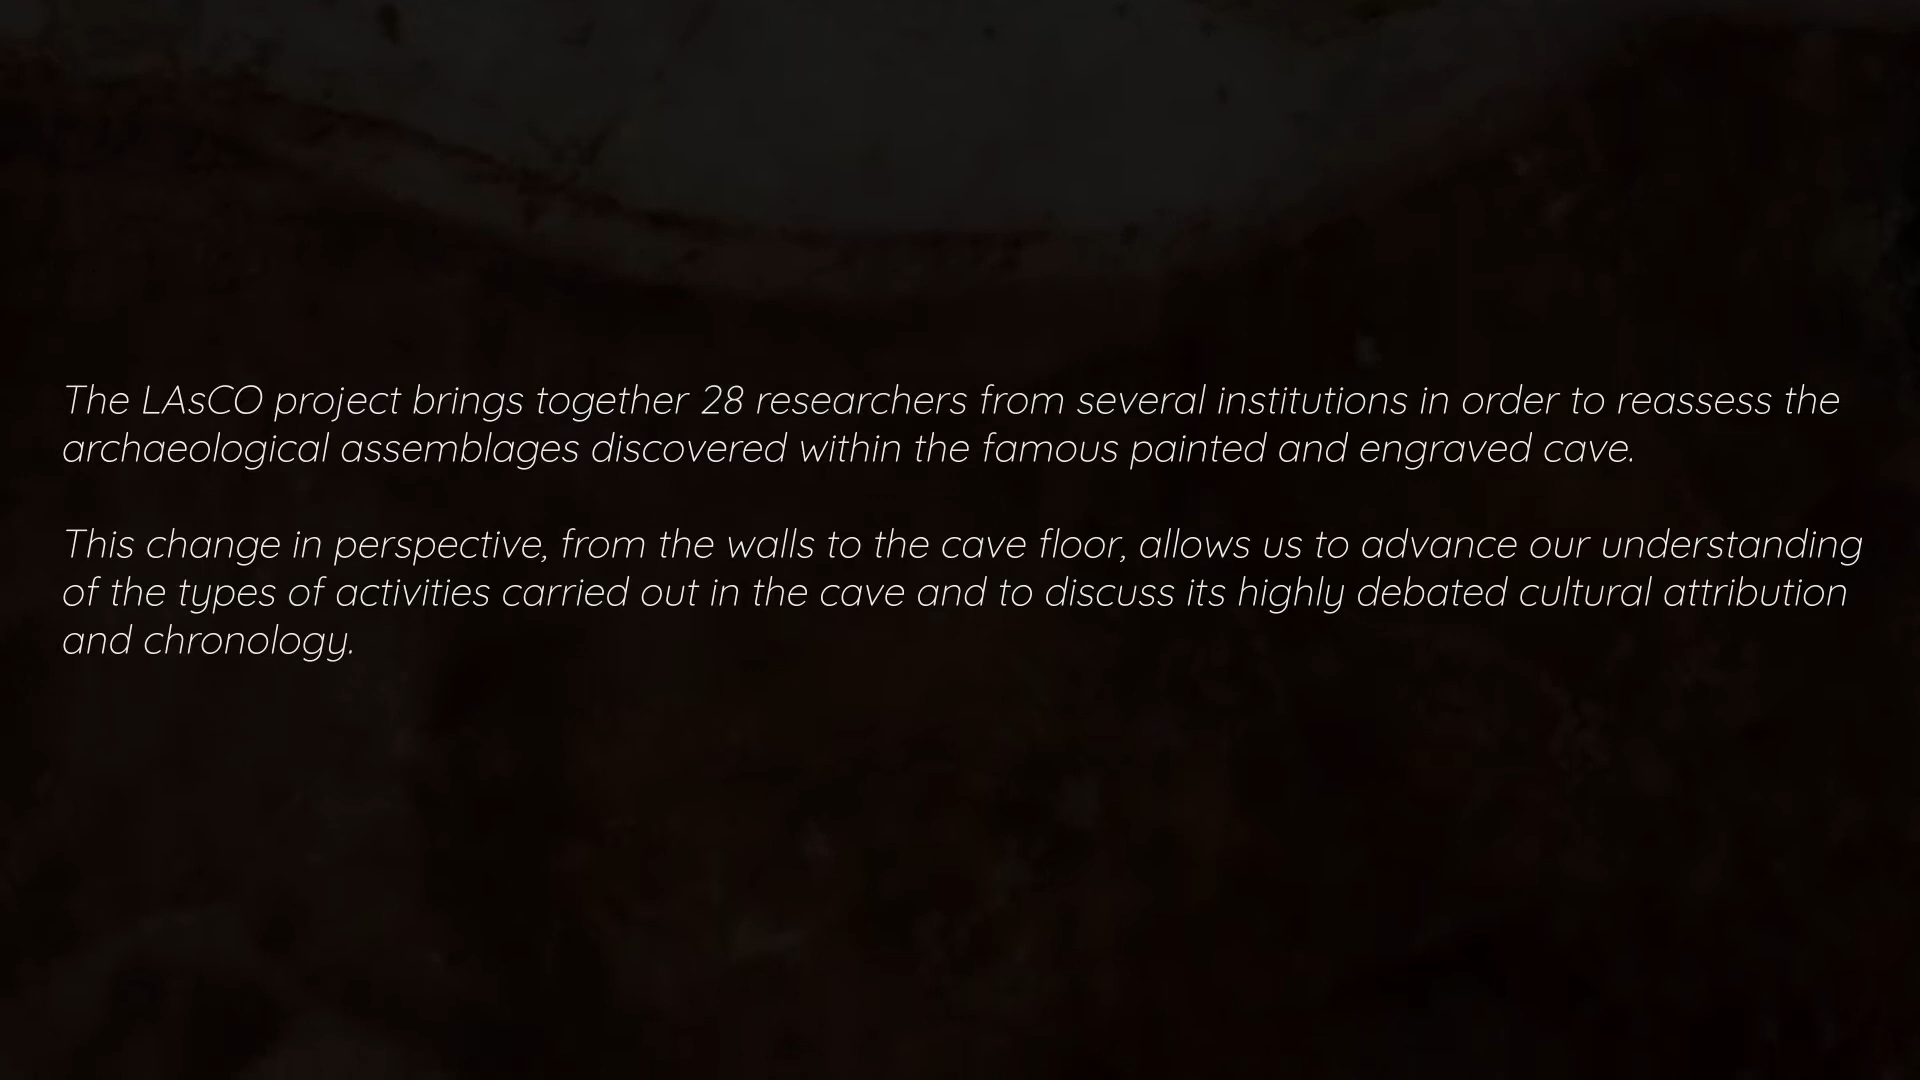 The LAsCO project brings together 28 researchers from several institutions in order to reassess the
archaeological assemblages discovered within the famous painted and engraved cave.
This change in perspective, from the walls to the cave floor, allows us to advance our understanding
of the types of activities carried out in the cave and to discuss its highly debated cultural attribution
and chronology.